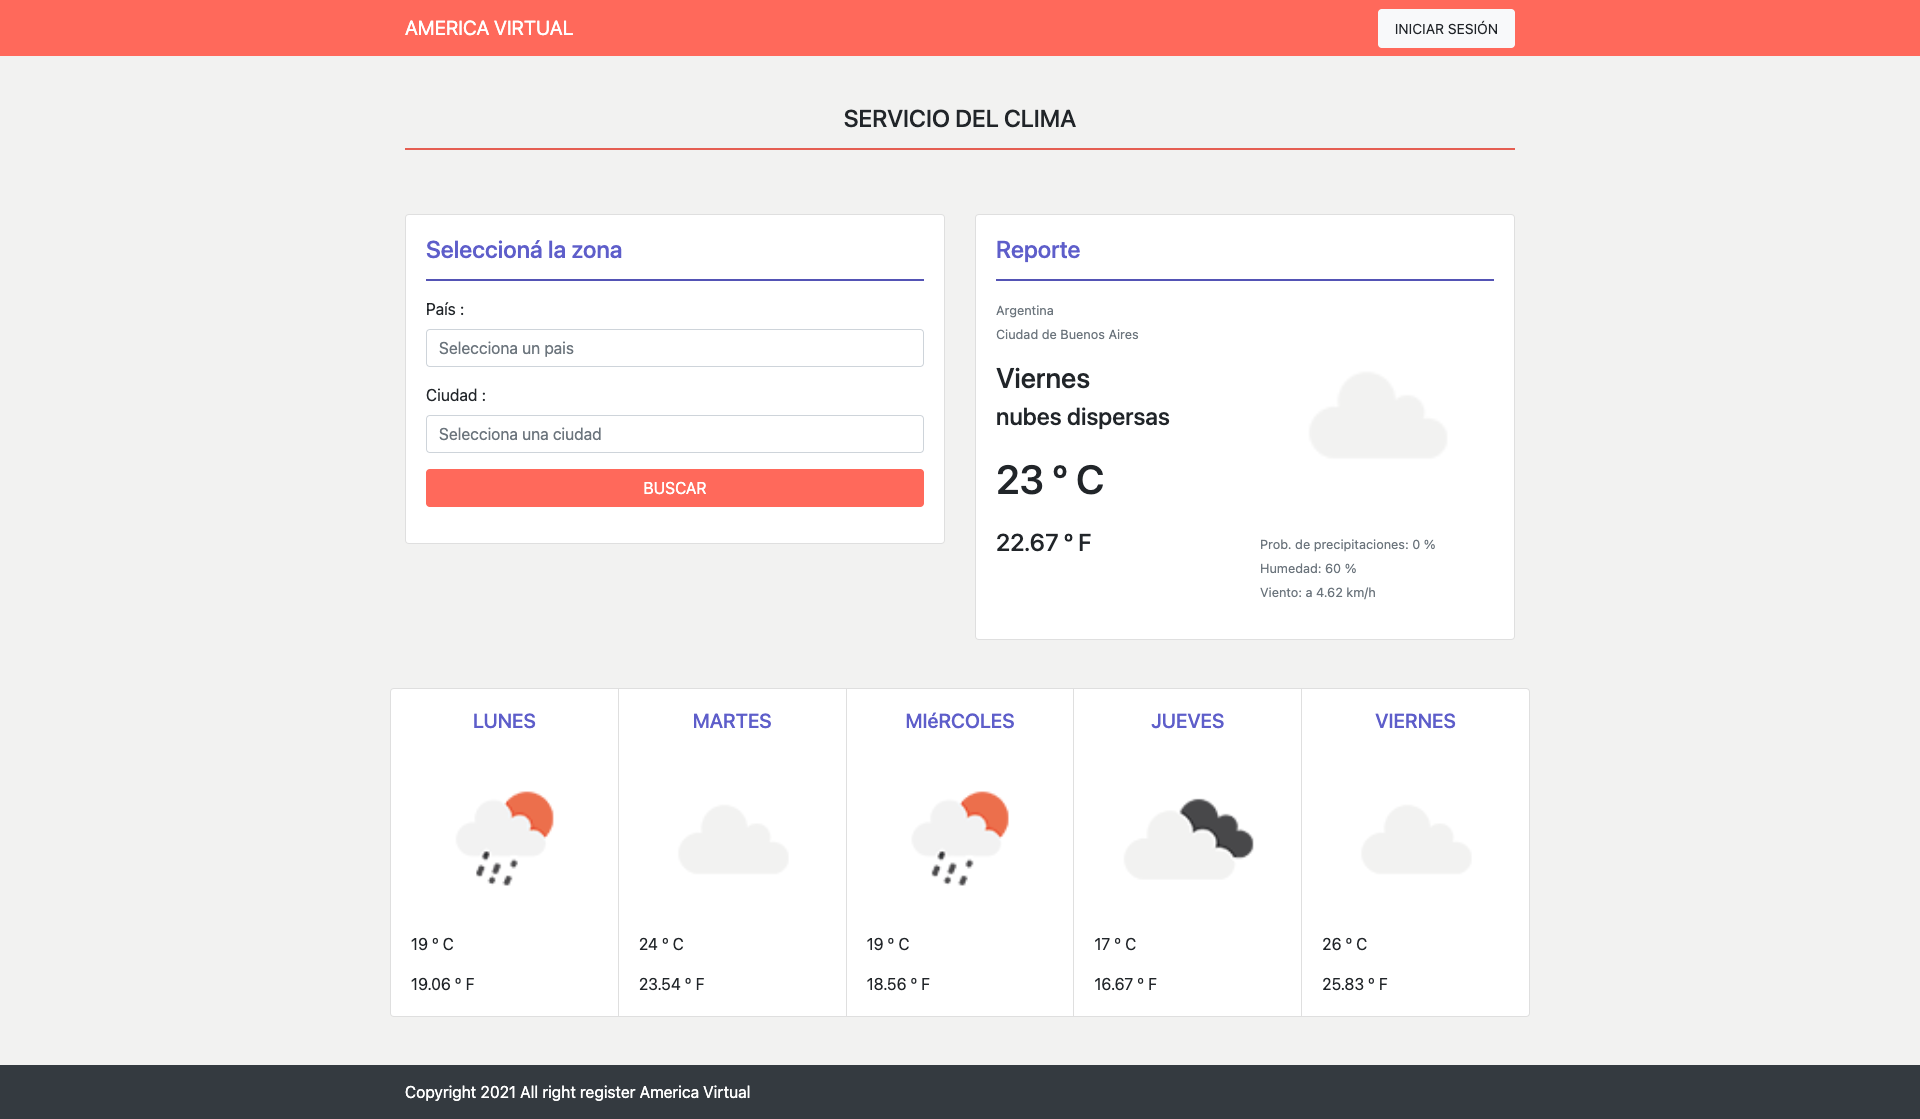 AMERICA VIRTUAL
INICIAR SESIÓN
SERVICIO DEL CLIMA
Seleccioná la zona
País :
Selecciona un pais
Ciudad :
Selecciona una ciudad
BUSCAR
Reporte
Argentina
Ciudad de Buenos Aires
Viernes
nubes dispersas
23 º C
22.67 º F
Prob. de precipitaciones: 0 %
Humedad: 60 %
Viento: a 4.62 km/h
LUNES
19 º C
19.06 º F
MARTES
24 º C
23.54 º F
MIéRCOLES
19 º C
18.56 º F
JUEVES
17 º C
16.67 º F
VIERNES
26 º C
25.83 º F
Copyright 2021 All right register America Virtual